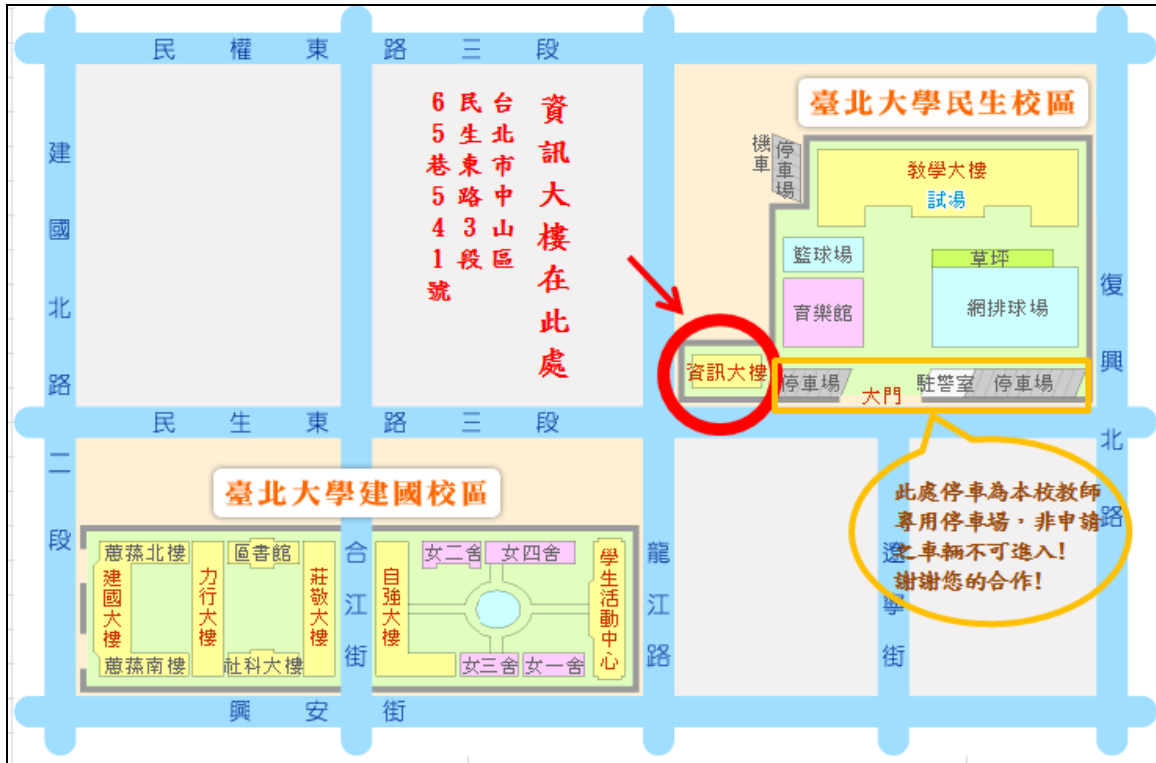 民權東路三段
臺北大學民生校區
資訊大樓在此處
台北市中山區
民生東路3段
65巷541號
建國北路二段
機車
停車場
教學大樓
試場
籃球場
草坪
育樂館
網排球場
復興北路
資訊大樓
停車場
大門
駐警室
停車場
民生東路三段
臺北大學建國校區
此處停車為本校教師
專用停車場，非申請
之車輛不可進入！
謝謝您的合作！
遼寧街
合江街
龍江路
蕙蓀北樓
圖書館
建國大樓
力行大樓
莊敬大樓
蕙蓀南樓
社科大樓
自強大樓
女二舍
女四舍
學生活動中心
女三舍
女一舍
興安街